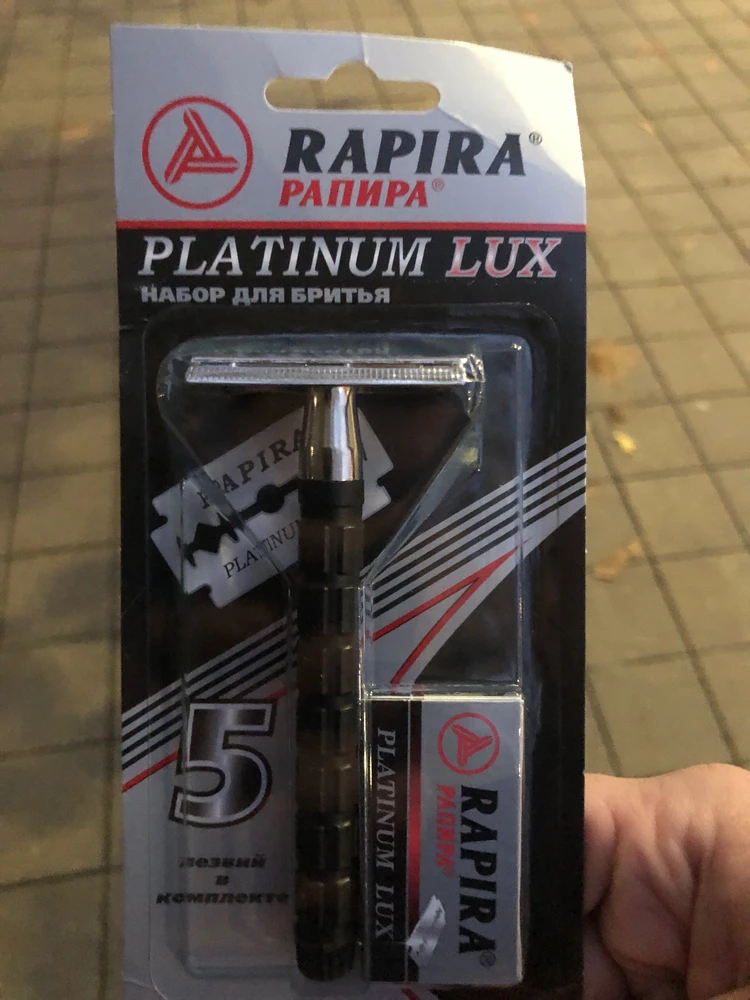 RAPIRA®
РАПИРА®
PLATINUM LUX
НАБОР ДЛЯ БРИТЬЯ
RAPIRA
PLATINUM
5
лезвий
в
комплекте
RAPIRA®
РАПИРА®
PLATINUM LUX